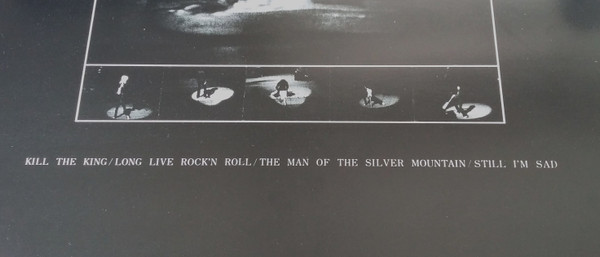 KILL THE KING/LONG LIVE ROCK'N ROLL/THE MAN OF THE SILVER MOUNTAIN/STILL I'M SAD